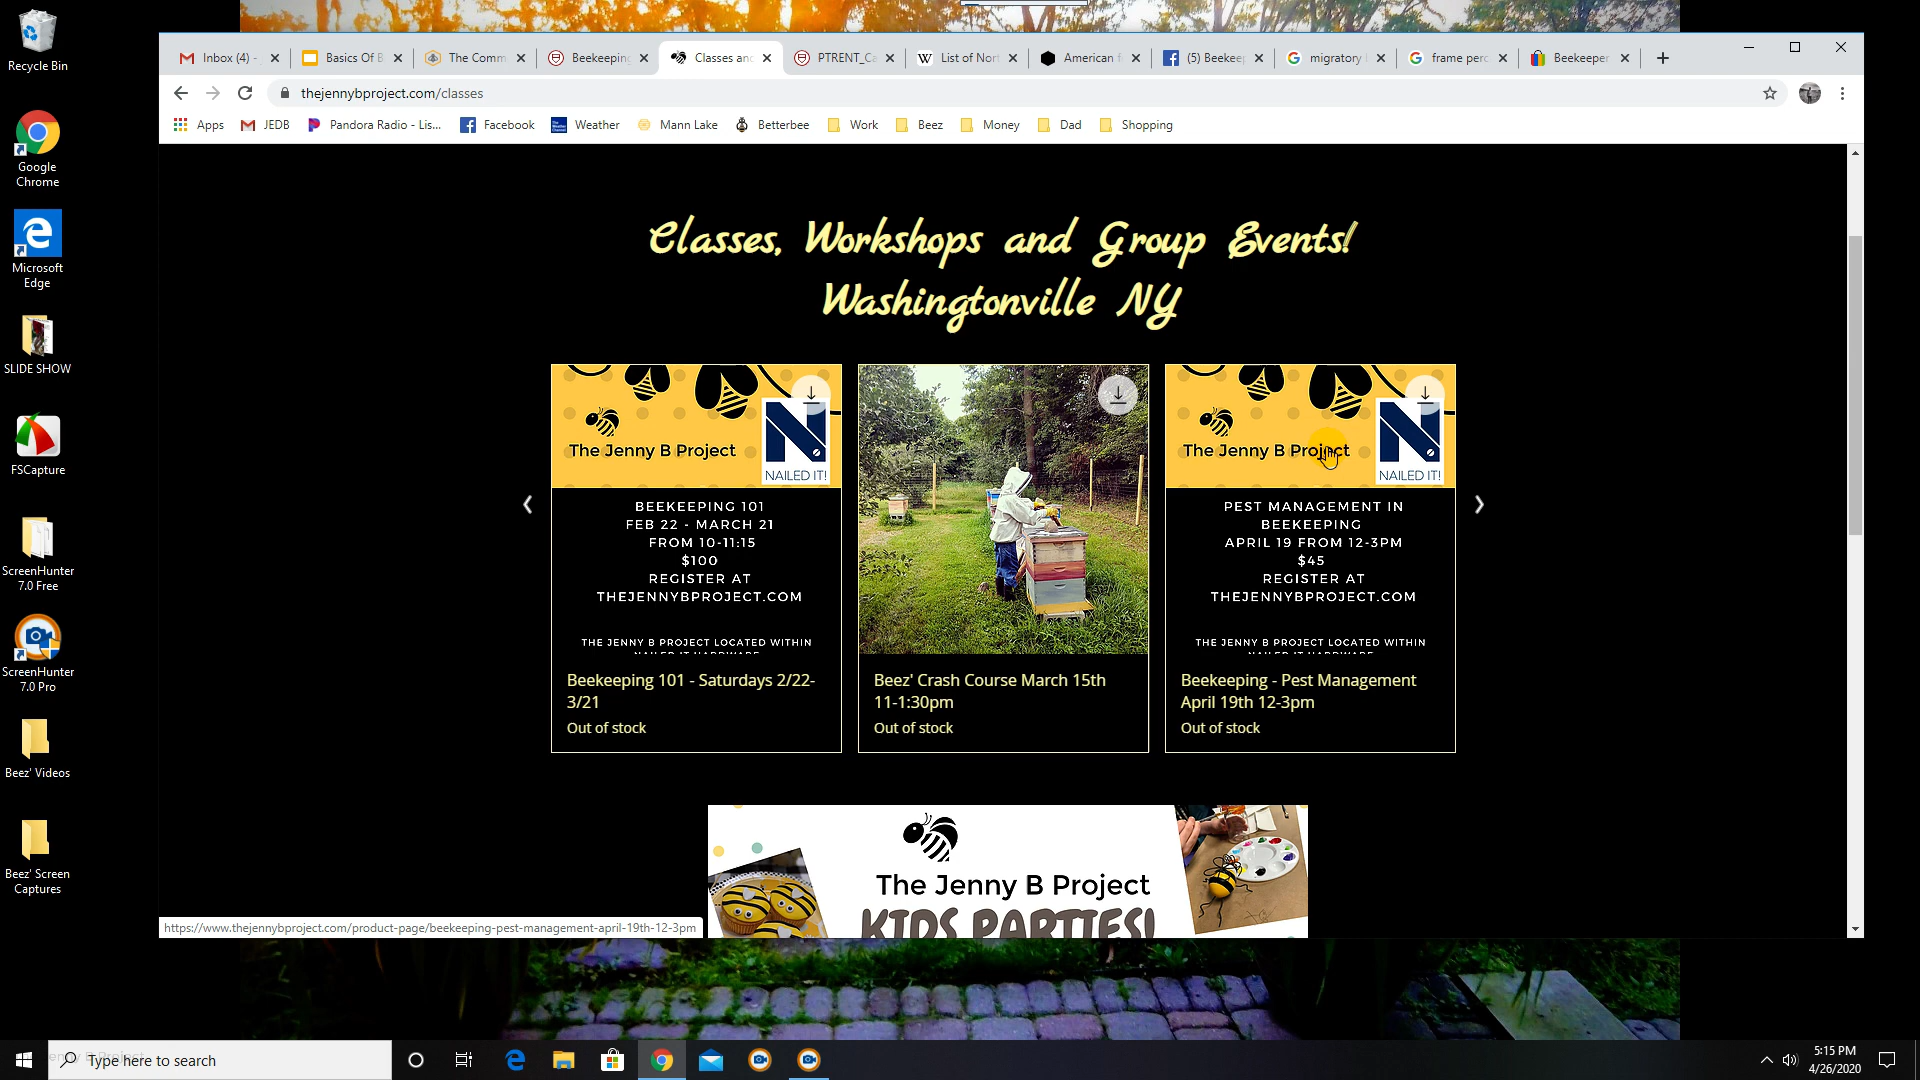 Recycle Bin
Google
Chrome
Microsoft
Edge
SLIDE SHOW
FSCapture
ScreenHunter
7.0 Free
ScreenHunter
7.0 Pro
Beez' Videos
Beez' Screen
Captures
Inbox (4) -
Basics Of B
The Comm
Beekeeping
Classes and
PTRENT_Ca
List of Nort
American f
(5) Beekee
migratory
frame perc
Beekeeper
thejennybproject.com/classes
Apps
JEDB
Pandora Radio - Lis...
Facebook
Weather
Mann Lake
Betterbee
Work
Beez
Money
Dad
Shopping
Classes, Workshops and Group Events!
Washingtonville NY
The Jenny B Project
N
NAILED IT!
BEEKEEPING 101
FEB 22 - MARCH 21
FROM 10-11:15
$100
REGISTER AT
THEJENNYBPROJECT.COM
THE JENNY B PROJECT LOCATED WITHIN
NAILED IT HARDWARE
Beekeeping 101 - Saturdays 2/22-
3/21
Out of stock
Beez' Crash Course March 15th
11-1:30pm
Out of stock
The Jenny B Project
N
NAILED IT!
PEST MANAGEMENT IN
BEEKEEPING
APRIL 19 FROM 12-3PM
$45
REGISTER AT
THEJENNYBPROJECT.COM
THE JENNY B PROJECT LOCATED WITHIN
NAILED IT HARDWARE
Beekeeping - Pest Management
April 19th 12-3pm
Out of stock
The Jenny B Project
KIDS PARTIES!
https://www.thejennybproject.com/product-page/beekeeping-pest-management-april-19th-12-3pm
Type here to search
5:15 PM
4/26/2020